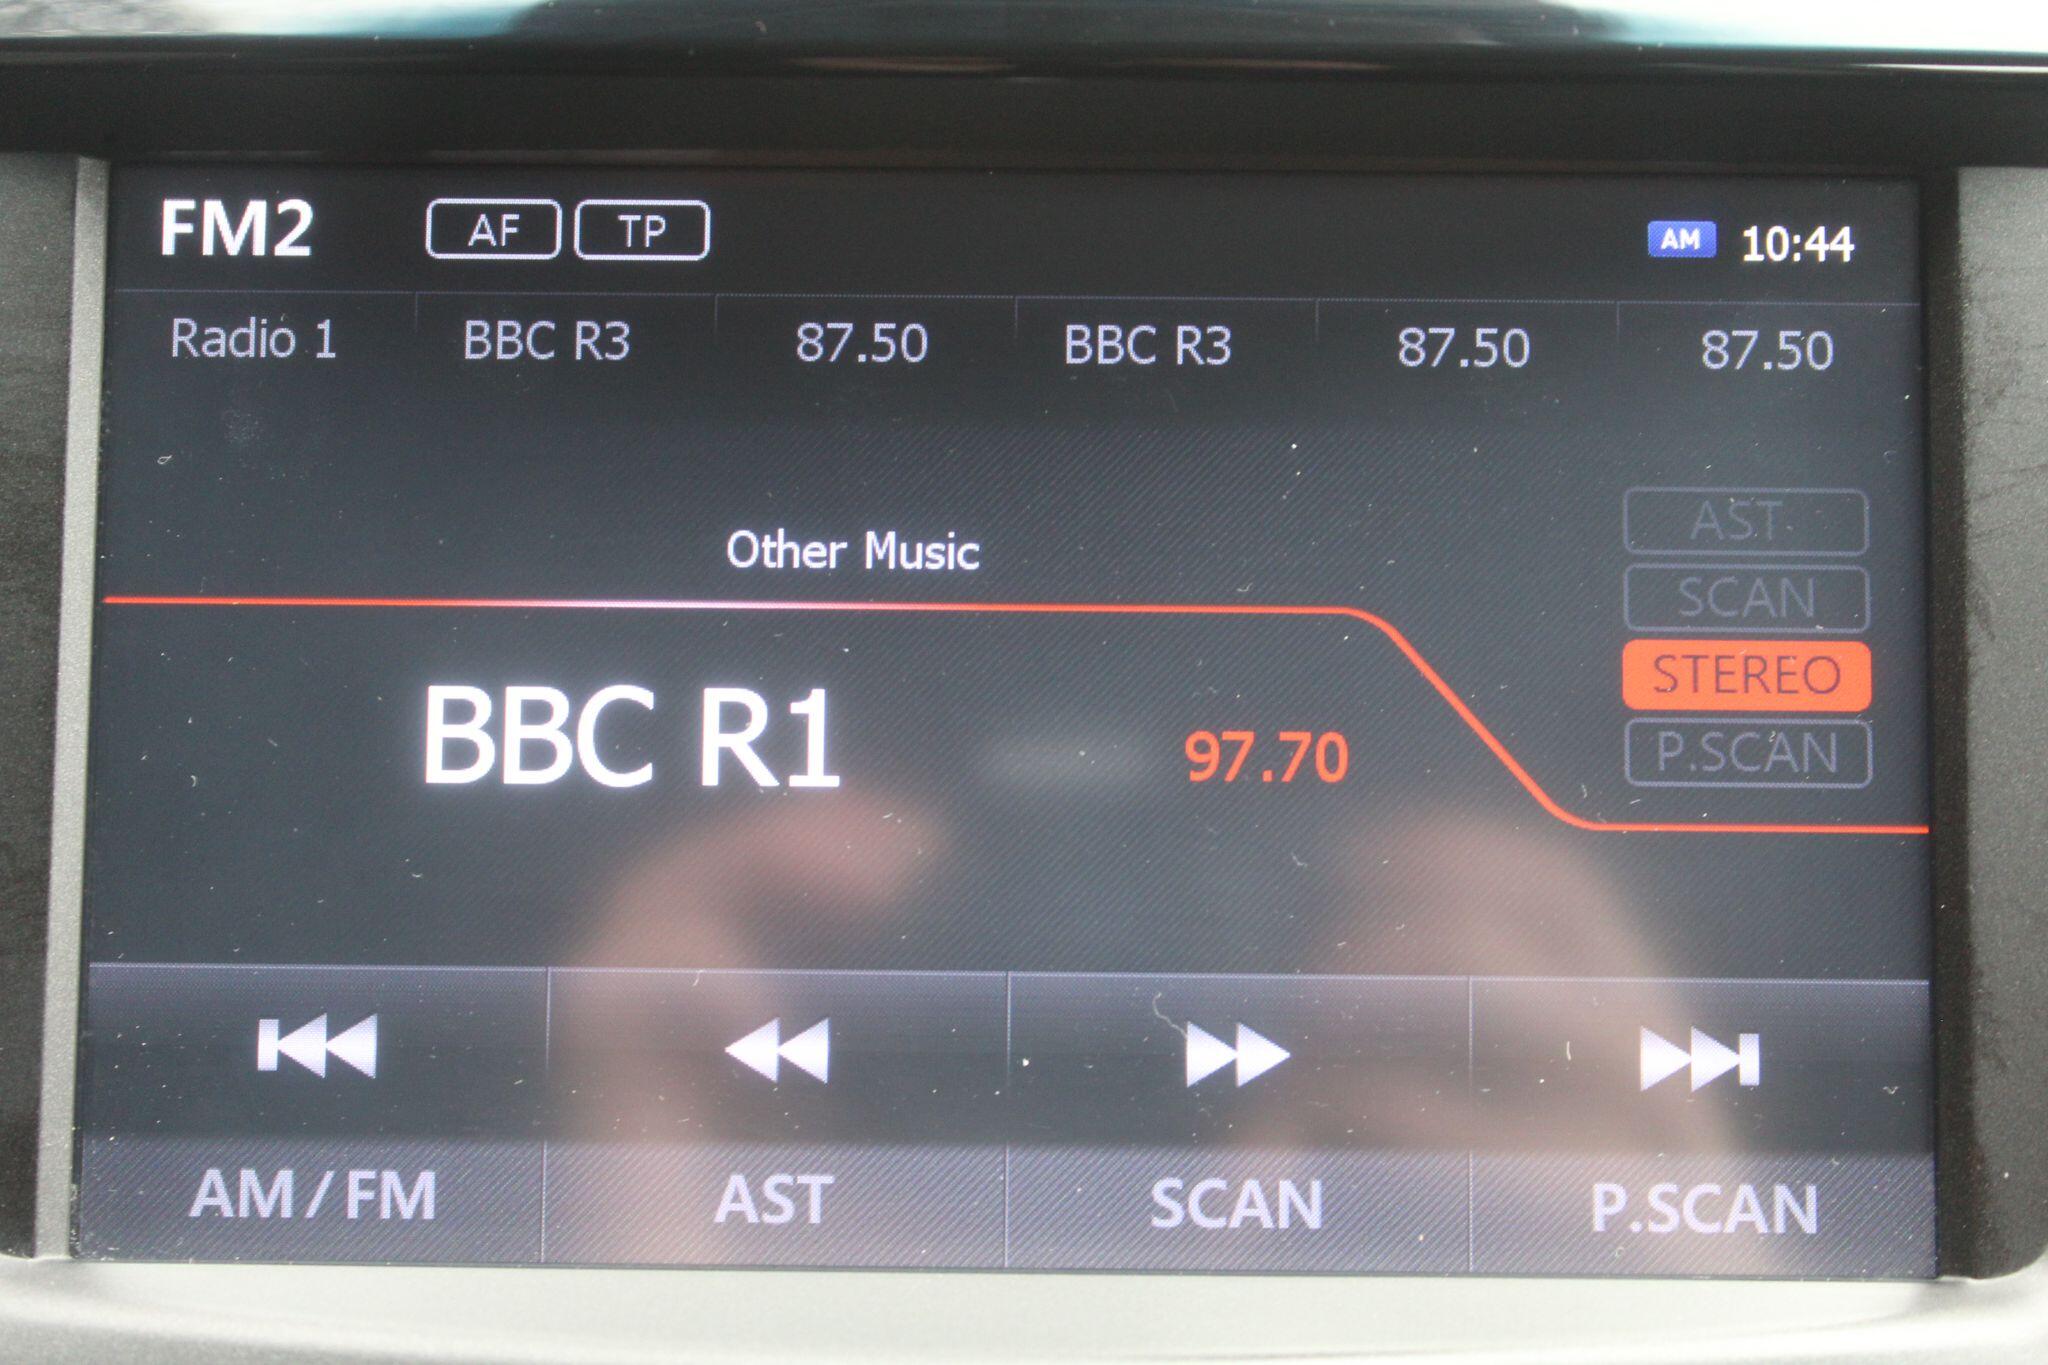 FM2 AF TP AM 10:44
Radio 1 BBC R3 87.50 BBC R3 87.50 87.50
Other Music
AST
SCAN
STEREO
P.SCAN
BBC R1 97.70
AM/FM AST SCAN P.SCAN